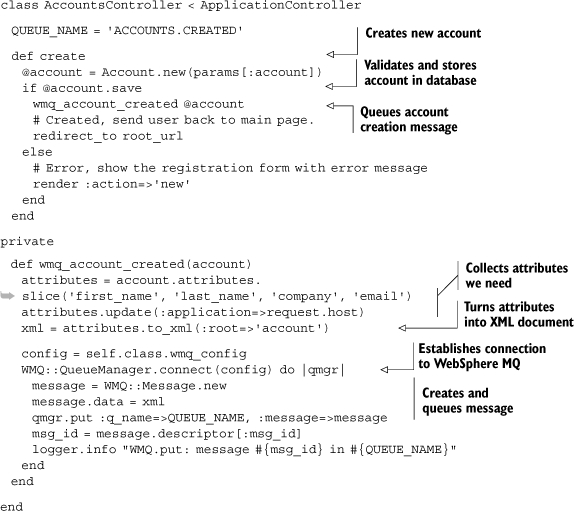 class AccountsController < ApplicationController
QUEUE_NAME = 'ACCOUNTS.CREATED'
Creates new account
def create
@account = Account.new(params[:account])
Validates and stores
account in database
if @account.save
wmq_account_created @account
Queues account
creation message
# Created, send user back to main page.
redirect_to root_url
else
# Error, show the registration form with error message
render :action=>'new'
end
end
private
def wmq_account_created(account)
Collects attributes
we need
attributes = account.attributes.
slice('first_name', 'last_name', 'company', 'email')
attributes.update(:application=>request.host)
Turns attributes
into XML document
xml = attributes.to_xml(:root=>'account')
config = self.class.wmq_config
Establishes connection
to WebSphere MQ
WMQ::QueueManager.connect(config) do |qmgr|
message = WMQ::Message.new
Creates and
queues message
message.data = xml
qmgr.put :q_name=>QUEUE_NAME, :message=>message
msg_id = message.descriptor[:msg_id]
logger.info "WMQ.put: message #{msg_id} in #{QUEUE_NAME}"
end
end
end